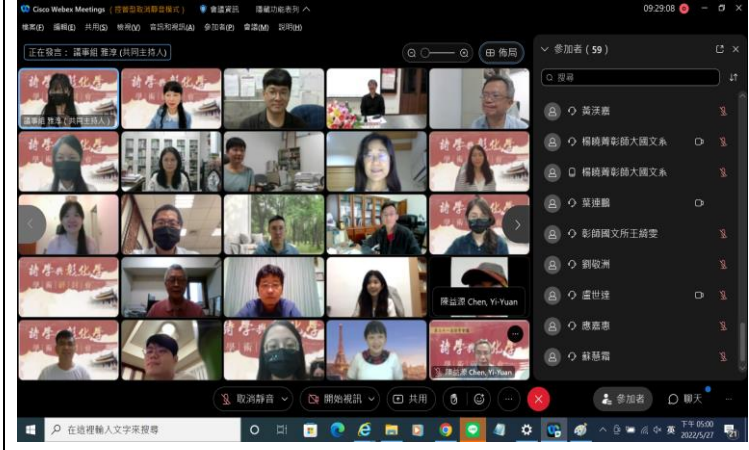 Cisco Webex Meetings
會議資訊
隱藏功能表列
09:29:08
檔案(F) 編輯(E) 共用(S) 檢視(V) 音訊和視訊(A) 參加者(P) 會議(M) 說明(H)
正在發言: 議事組 雅淳 (共同主持人)
佈局
參加者 (59)
搜尋
議事組 雅淳 (共同主持人)
黃渼嘉
楊曉菁彰師大國文系
楊曉菁彰師大國文系
葉連鵬
彰師國文所王綺雯
劉敬洲
盧世達
應嘉惠
蘇慧霜
陳益源 Chen, Yi-Yuan
陳益源 Chen, Yi-Yuan
取消靜音
開始視訊
共用
參加者
聊天
在這裡輸入文字來搜尋
英
下午 05:00
2022/5/27